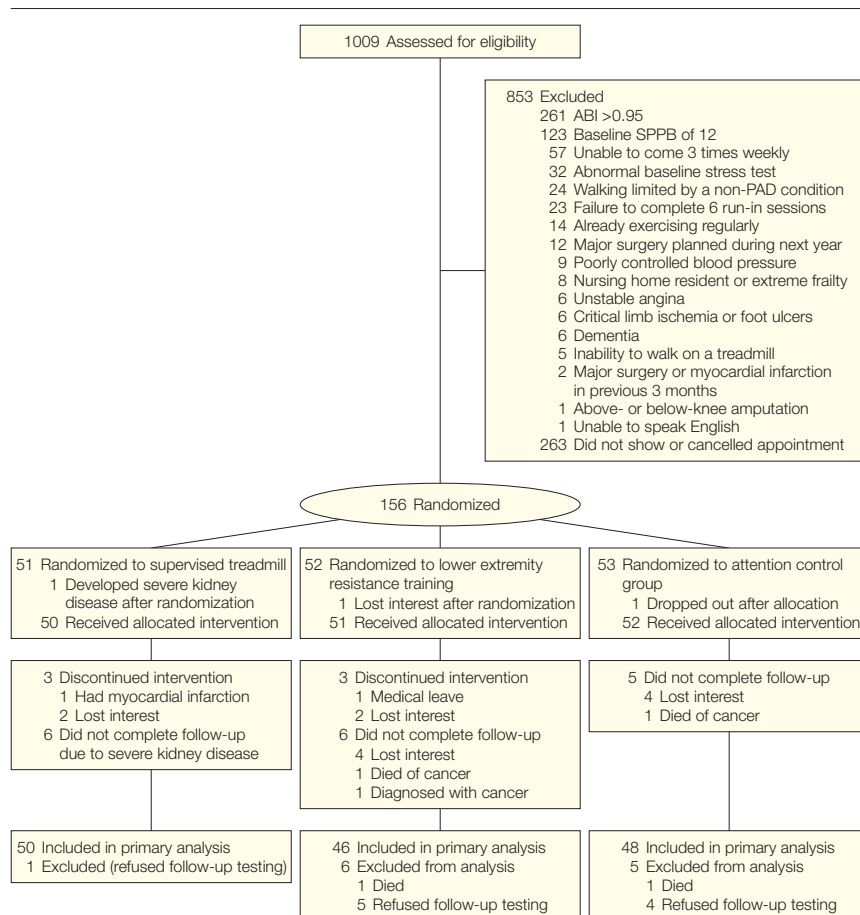 1009 Assessed for eligibility
853 Excluded
261 ABI >0.95
123 Baseline SPPB of 12
57 Unable to come 3 times weekly
32 Abnormal baseline stress test
24 Walking limited by a non-PAD condition
23 Failure to complete 6 run-in sessions
14 Already exercising regularly
12 Major surgery planned during next year
9 Poorly controlled blood pressure
8 Nursing home resident or extreme frailty
6 Unstable angina
6 Critical limb ischemia or foot ulcers
6 Dementia
5 Inability to walk on a treadmill
2 Major surgery or myocardial infarction
in previous 3 months
1 Above- or below-knee amputation
1 Unable to speak English
263 Did not show or cancelled appointment
156 Randomized
51 Randomized to supervised treadmill
1 Developed severe kidney
disease after randomization
50 Received allocated intervention
52 Randomized to lower extremity
resistance training
1 Lost interest after randomization
51 Received allocated intervention
53 Randomized to attention control
group
1 Dropped out after allocation
52 Received allocated intervention
3 Discontinued intervention
1 Had myocardial infarction
2 Lost interest
6 Did not complete follow-up
due to severe kidney disease
3 Discontinued intervention
1 Medical leave
2 Lost interest
6 Did not complete follow-up
4 Lost interest
1 Died of cancer
1 Diagnosed with cancer
5 Did not complete follow-up
4 Lost interest
1 Died of cancer
50 Included in primary analysis
1 Excluded (refused follow-up testing)
46 Included in primary analysis
6 Excluded from analysis
1 Died
5 Refused follow-up testing
48 Included in primary analysis
5 Excluded from analysis
1 Died
4 Refused follow-up testing